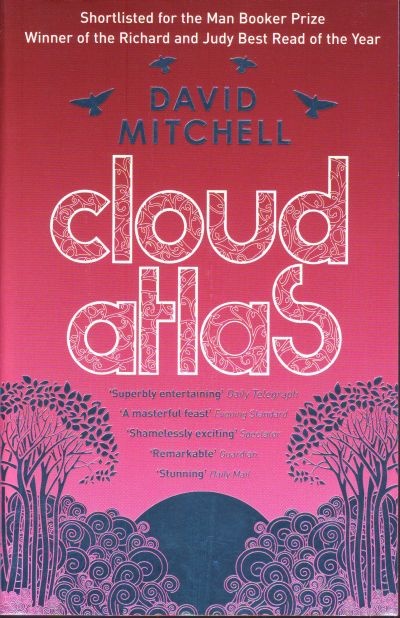 Shortlisted for the Man Booker Prize
Winner of the Richard and Judy Best Read of the Year
DAVID
MITCHELL
cloud
atlas
'Superbly entertaining' Daily Telegraph
'A masterful feast' Evening Standard
'Shamelessly exciting' Spectator
'Remarkable' Guardian
'Stunning' Daily Mail